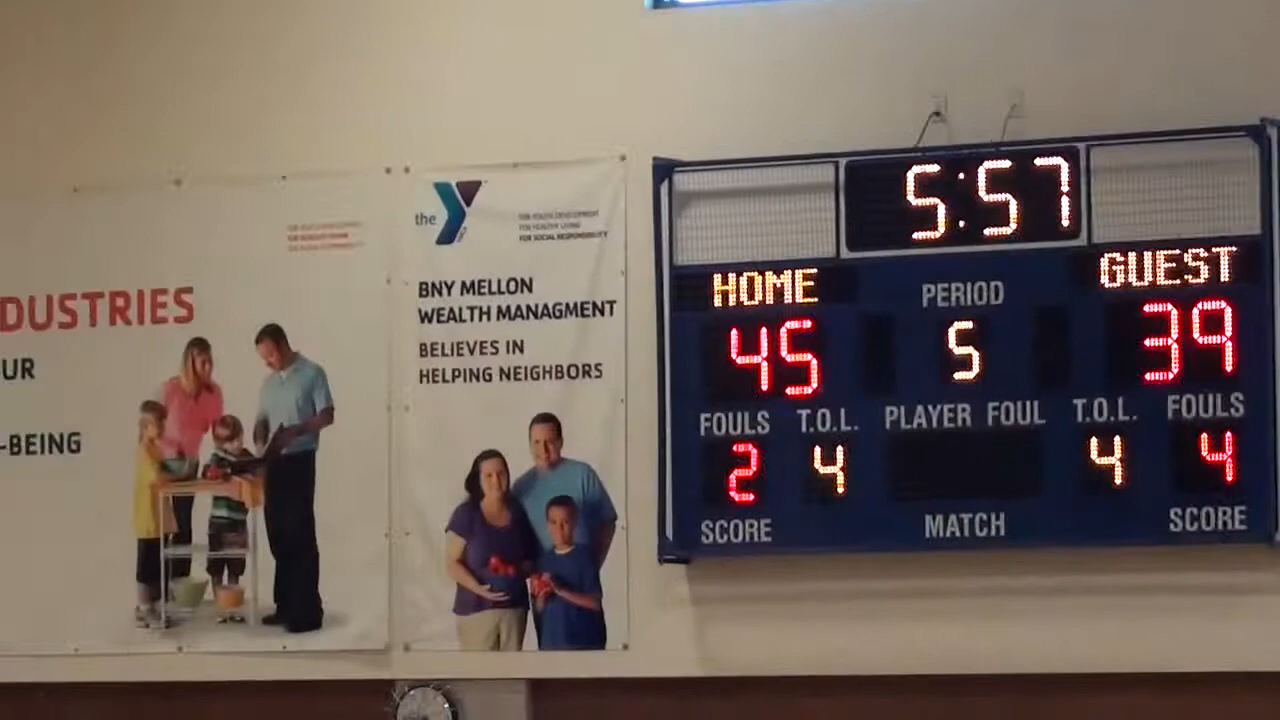 DUSTRIES
UR
-BEING
the Y
FOR YOUTH DEVELOPMENT
FOR HEALTHY LIVING
FOR SOCIAL RESPONSIBILITY
BNY MELLON
WEALTH MANAGMENT
BELIEVES IN
HELPING NEIGHBORS
5:57
HOME PERIOD GUEST
45 5 39
FOULS T.O.L. PLAYER FOUL T.O.L. FOULS
2 4 4 4
SCORE MATCH SCORE